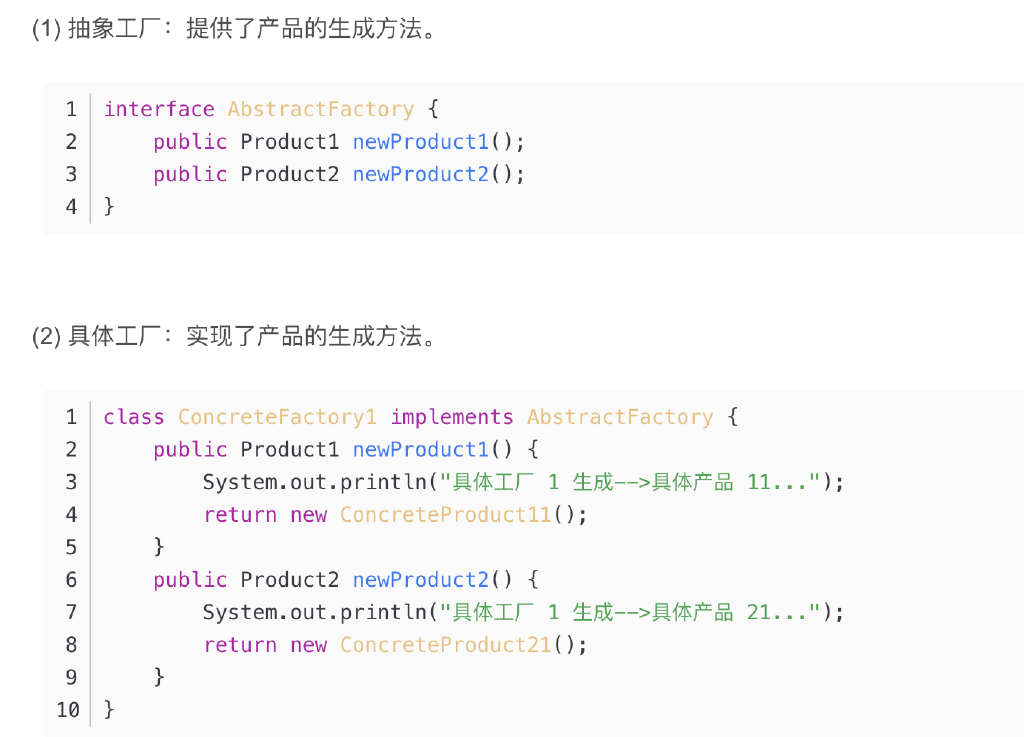 (1) 抽象工厂：提供了产品的生成方法。
1 interface AbstractFactory {
2     public Product1 newProduct1();
3     public Product2 newProduct2();
4 }
(2) 具体工厂：实现了产品的生成方法。
1 class ConcreteFactory1 implements AbstractFactory {
2     public Product1 newProduct1() {
3         System.out.println("具体工厂 1 生成-->具体产品 11...");
4         return new ConcreteProduct11();
5     }
6     public Product2 newProduct2() {
7         System.out.println("具体工厂 1 生成-->具体产品 21...");
8         return new ConcreteProduct21();
9     }
10 }